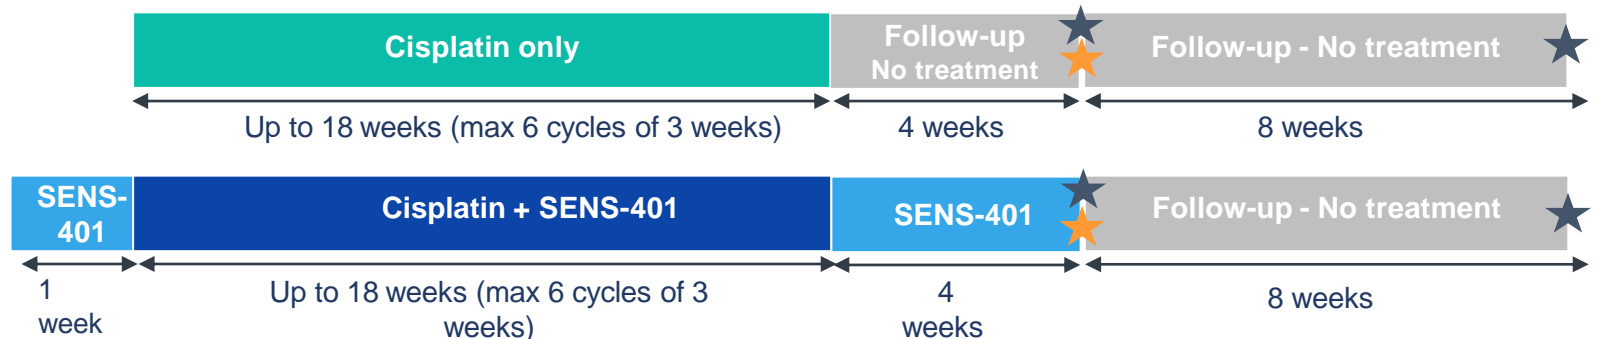 Cisplatin only
Follow-up
No treatment
Follow-up - No treatment
Up to 18 weeks (max 6 cycles of 3 weeks)
4 weeks
8 weeks
SENS-
401
Cisplatin + SENS-401
SENS-401
Follow-up - No treatment
1
week
Up to 18 weeks (max 6 cycles of 3
weeks)
4
weeks
8 weeks